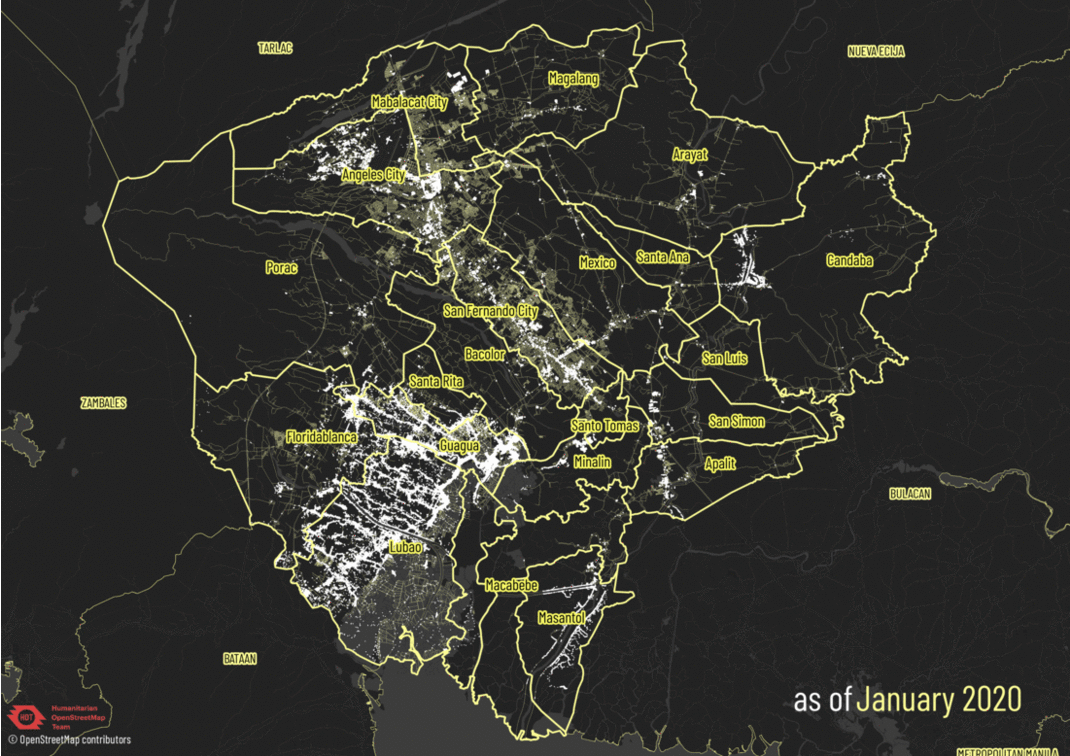 TARLAC
NUEVA ECIJA
Magalang
Mabalacat City
Arayat
Angeles City
Mexico
Santa Ana
Candaba
Porac
San Fernando City
Bacolor
San Luis
Santa Rita
ZAMBALES
Santo Tomas
San Simon
Floridablanca
Guagua
Minalin
Apalit
BULACAN
Lubao
Macabebe
Masantol
BATAAN
as of January 2020
HOT
Humanitarian
OpenStreetMap
Team
© OpenStreetMap contributors
METROPOLITAN MANILA